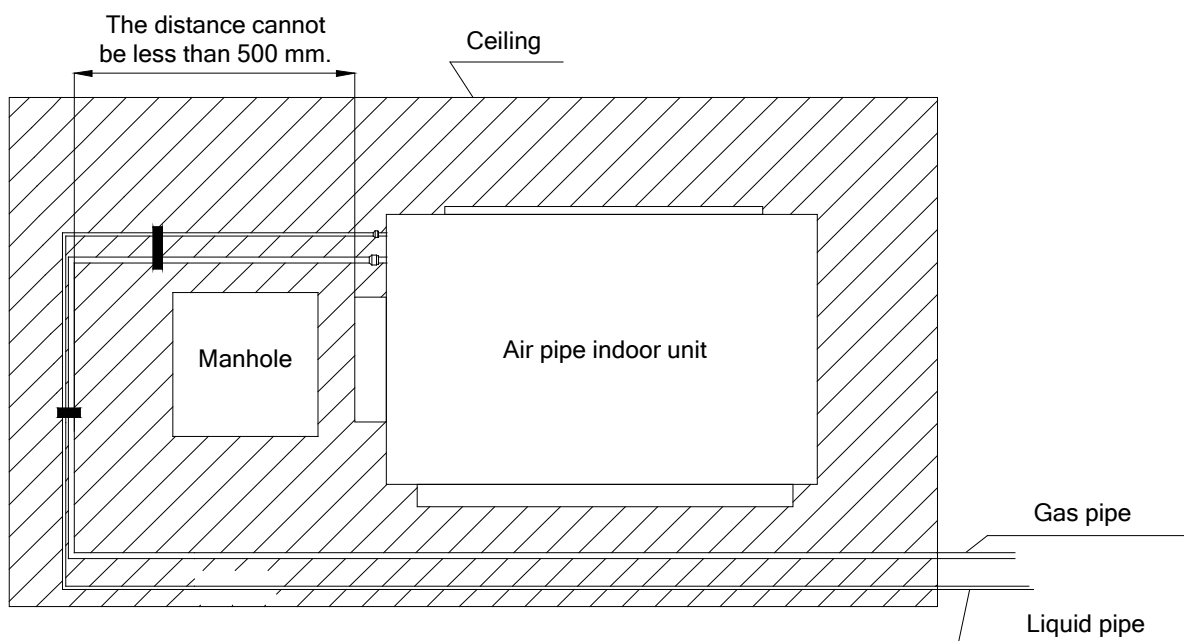 The distance cannot
be less than 500 mm.
Ceiling
Manhole
Air pipe indoor unit
Gas pipe
Liquid pipe